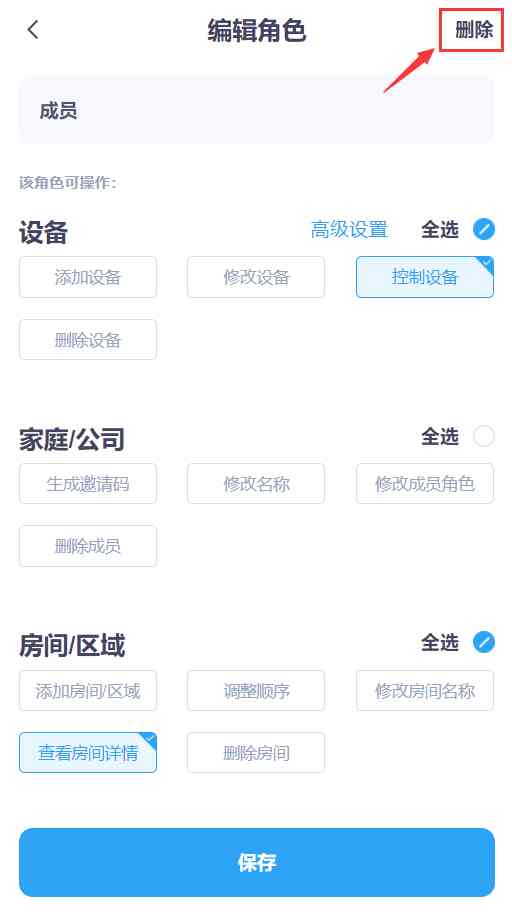 编辑角色 删除
成员
该角色可操作:
设备 高级设置 全选
添加设备 修改设备 控制设备
删除设备
家庭/公司 全选
生成邀请码 修改名称 修改成员角色
删除成员
房间/区域 全选
添加房间/区域 调整顺序 修改房间名称
查看房间详情 删除房间
保存